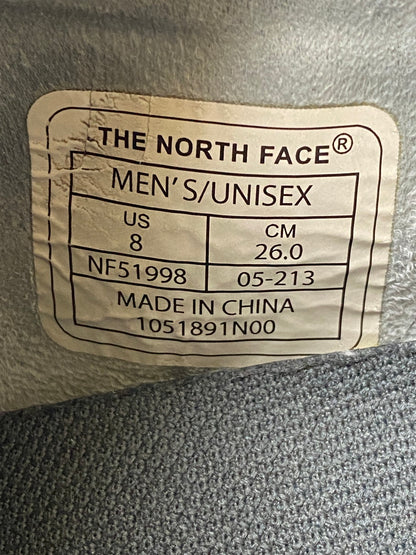 THE NORTH FACE®
MEN'S/UNISEX
US CM
8 26.0
NF51998 05-213
MADE IN CHINA
1051891N00